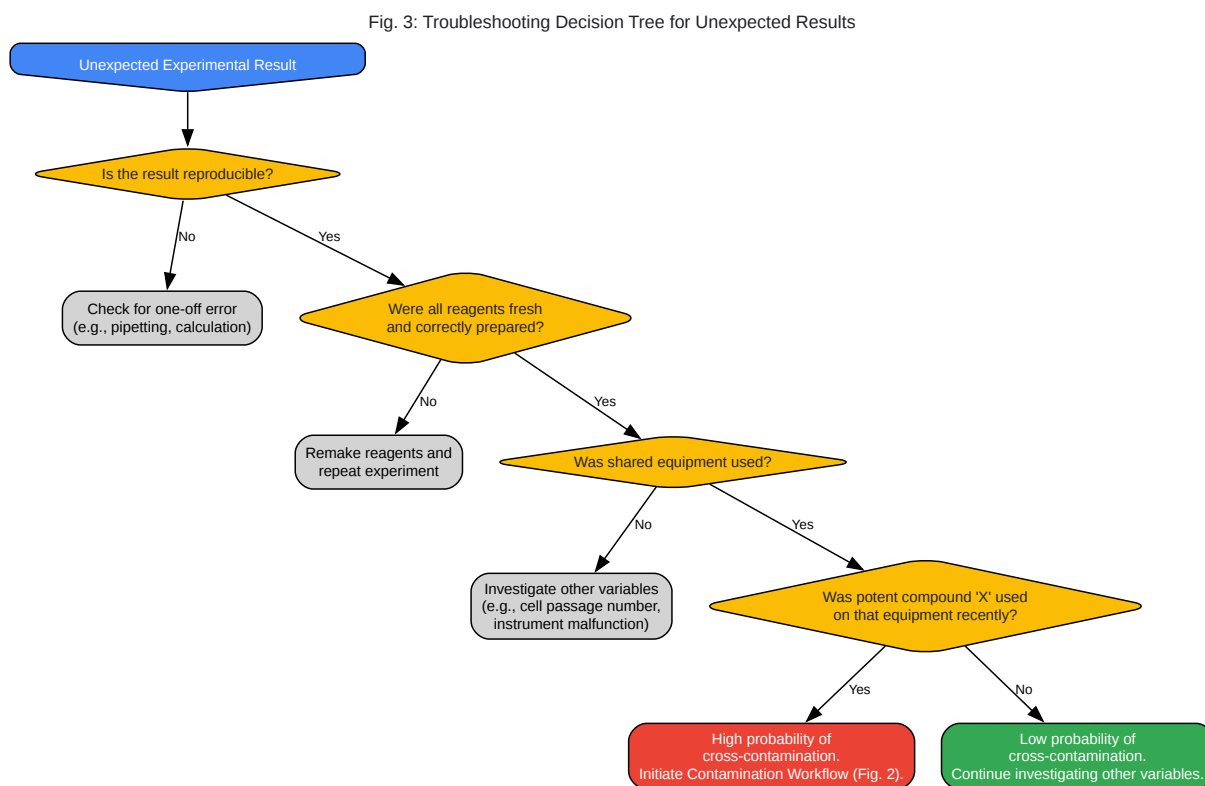 Fig. 3: Troubleshooting Decision Tree for Unexpected Results
Unexpected Experimental Result
Is the result reproducible?
No
Yes
Check for one-off error
(e.g., pipetting, calculation)
Were all reagents fresh
and correctly prepared?
No
Yes
Remake reagents and
repeat experiment
Was shared equipment used?
No
Yes
Investigate other variables
(e.g., cell passage number,
instrument malfunction)
Was potent compound 'X' used
on that equipment recently?
Yes
No
High probability of
cross-contamination.
Initiate Contamination Workflow (Fig. 2).
Low probability of
cross-contamination.
Continue investigating other variables.